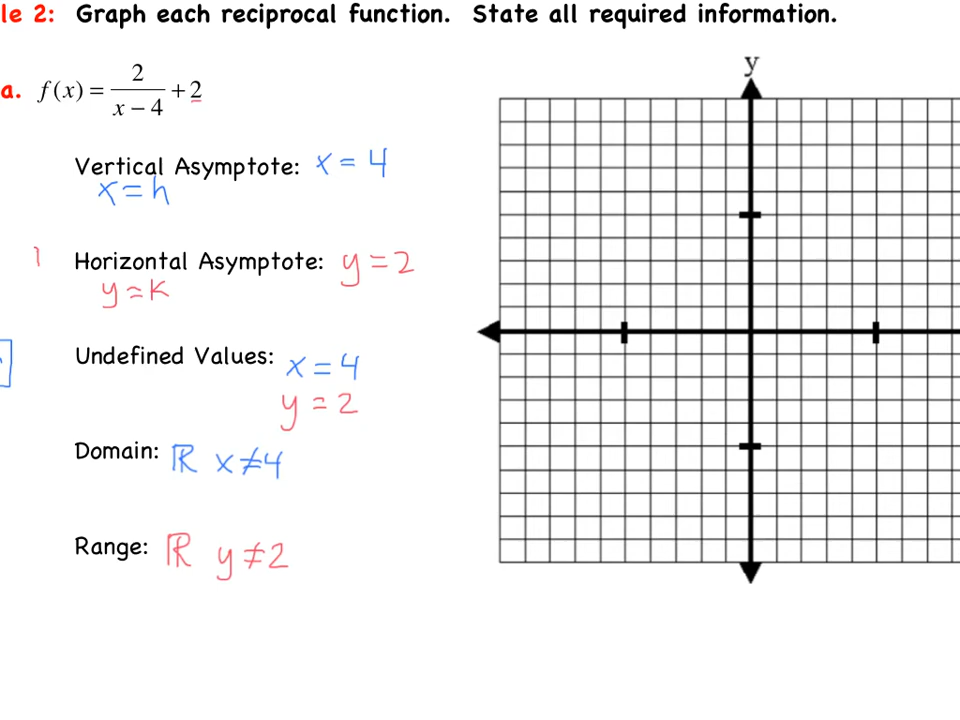 le 2: Graph each reciprocal function. State all required information.
y
a. f(x) = 2/(x − 4) + 2
Vertical Asymptote: x = 4
x = h
Horizontal Asymptote: y = 2
y = k
Undefined Values: x = 4
y = 2
Domain: ℝ x ≠ 4
Range: ℝ y ≠ 2